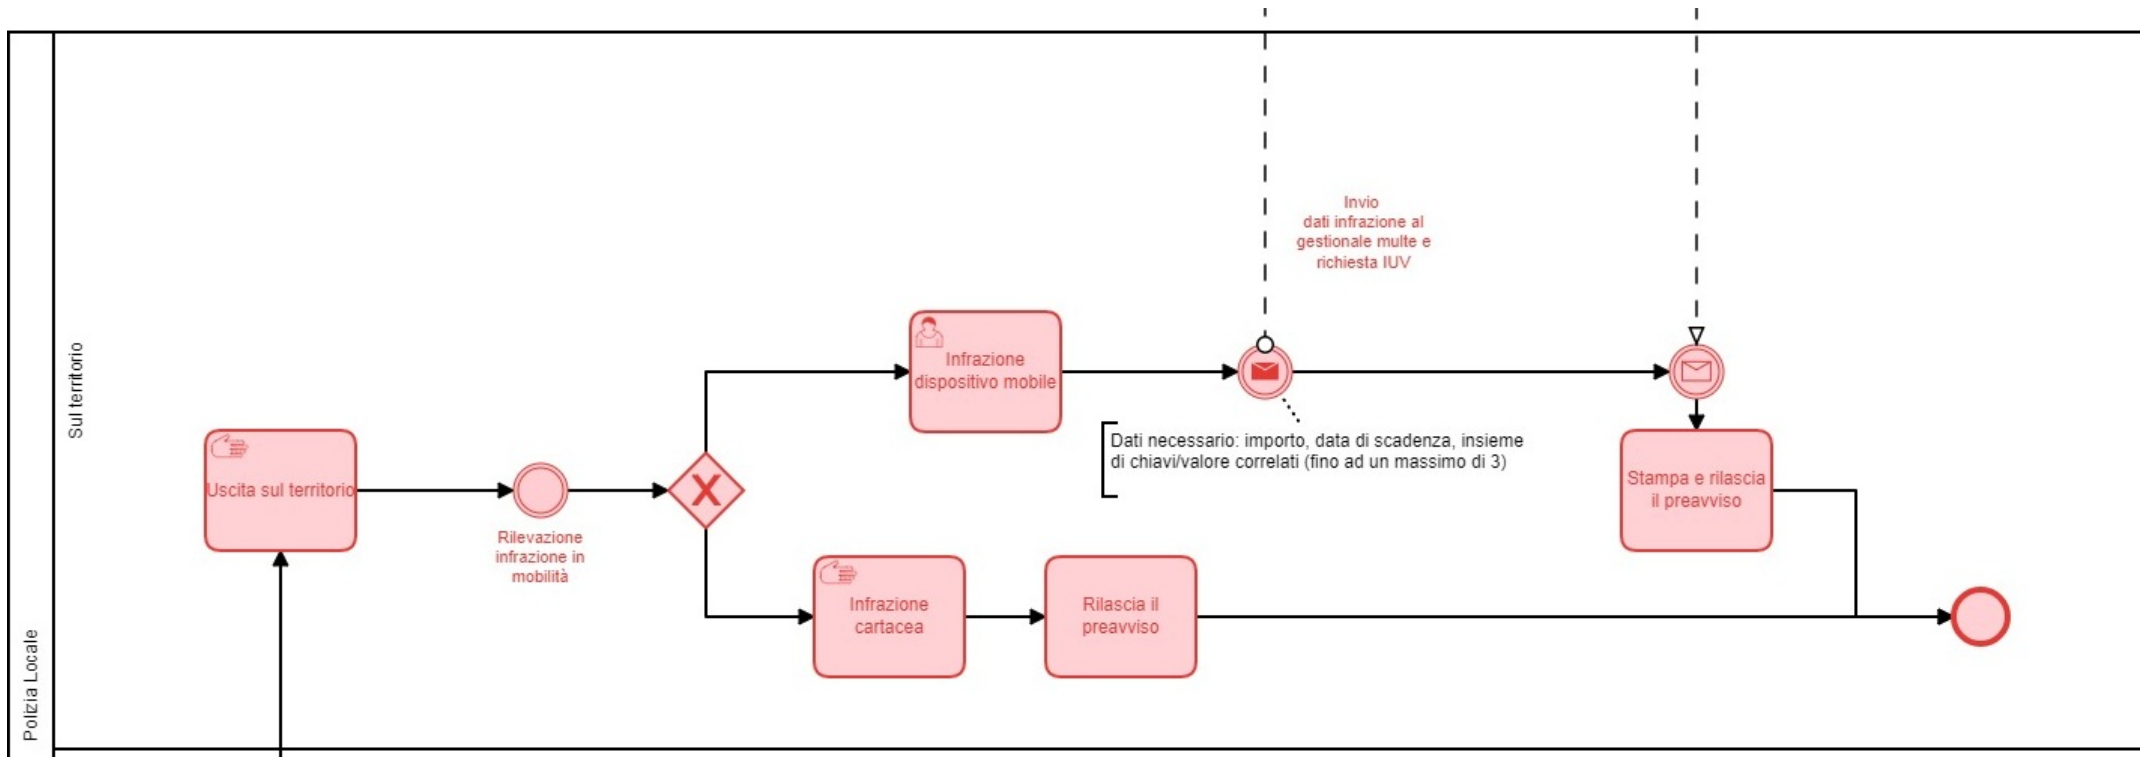 Polizia Locale
Sul territorio
Uscita sul territorio
Rilevazione
infrazione in
mobilità
X
Infrazione
dispositivo mobile
Invio
dati infrazione al
gestionale multe e
richiesta IUV
Dati necessario: importo, data di scadenza, insieme
di chiavi/valore correlati (fino ad un massimo di 3)
Stampa e rilascia
il preavviso
Infrazione
cartacea
Rilascia il
preavviso